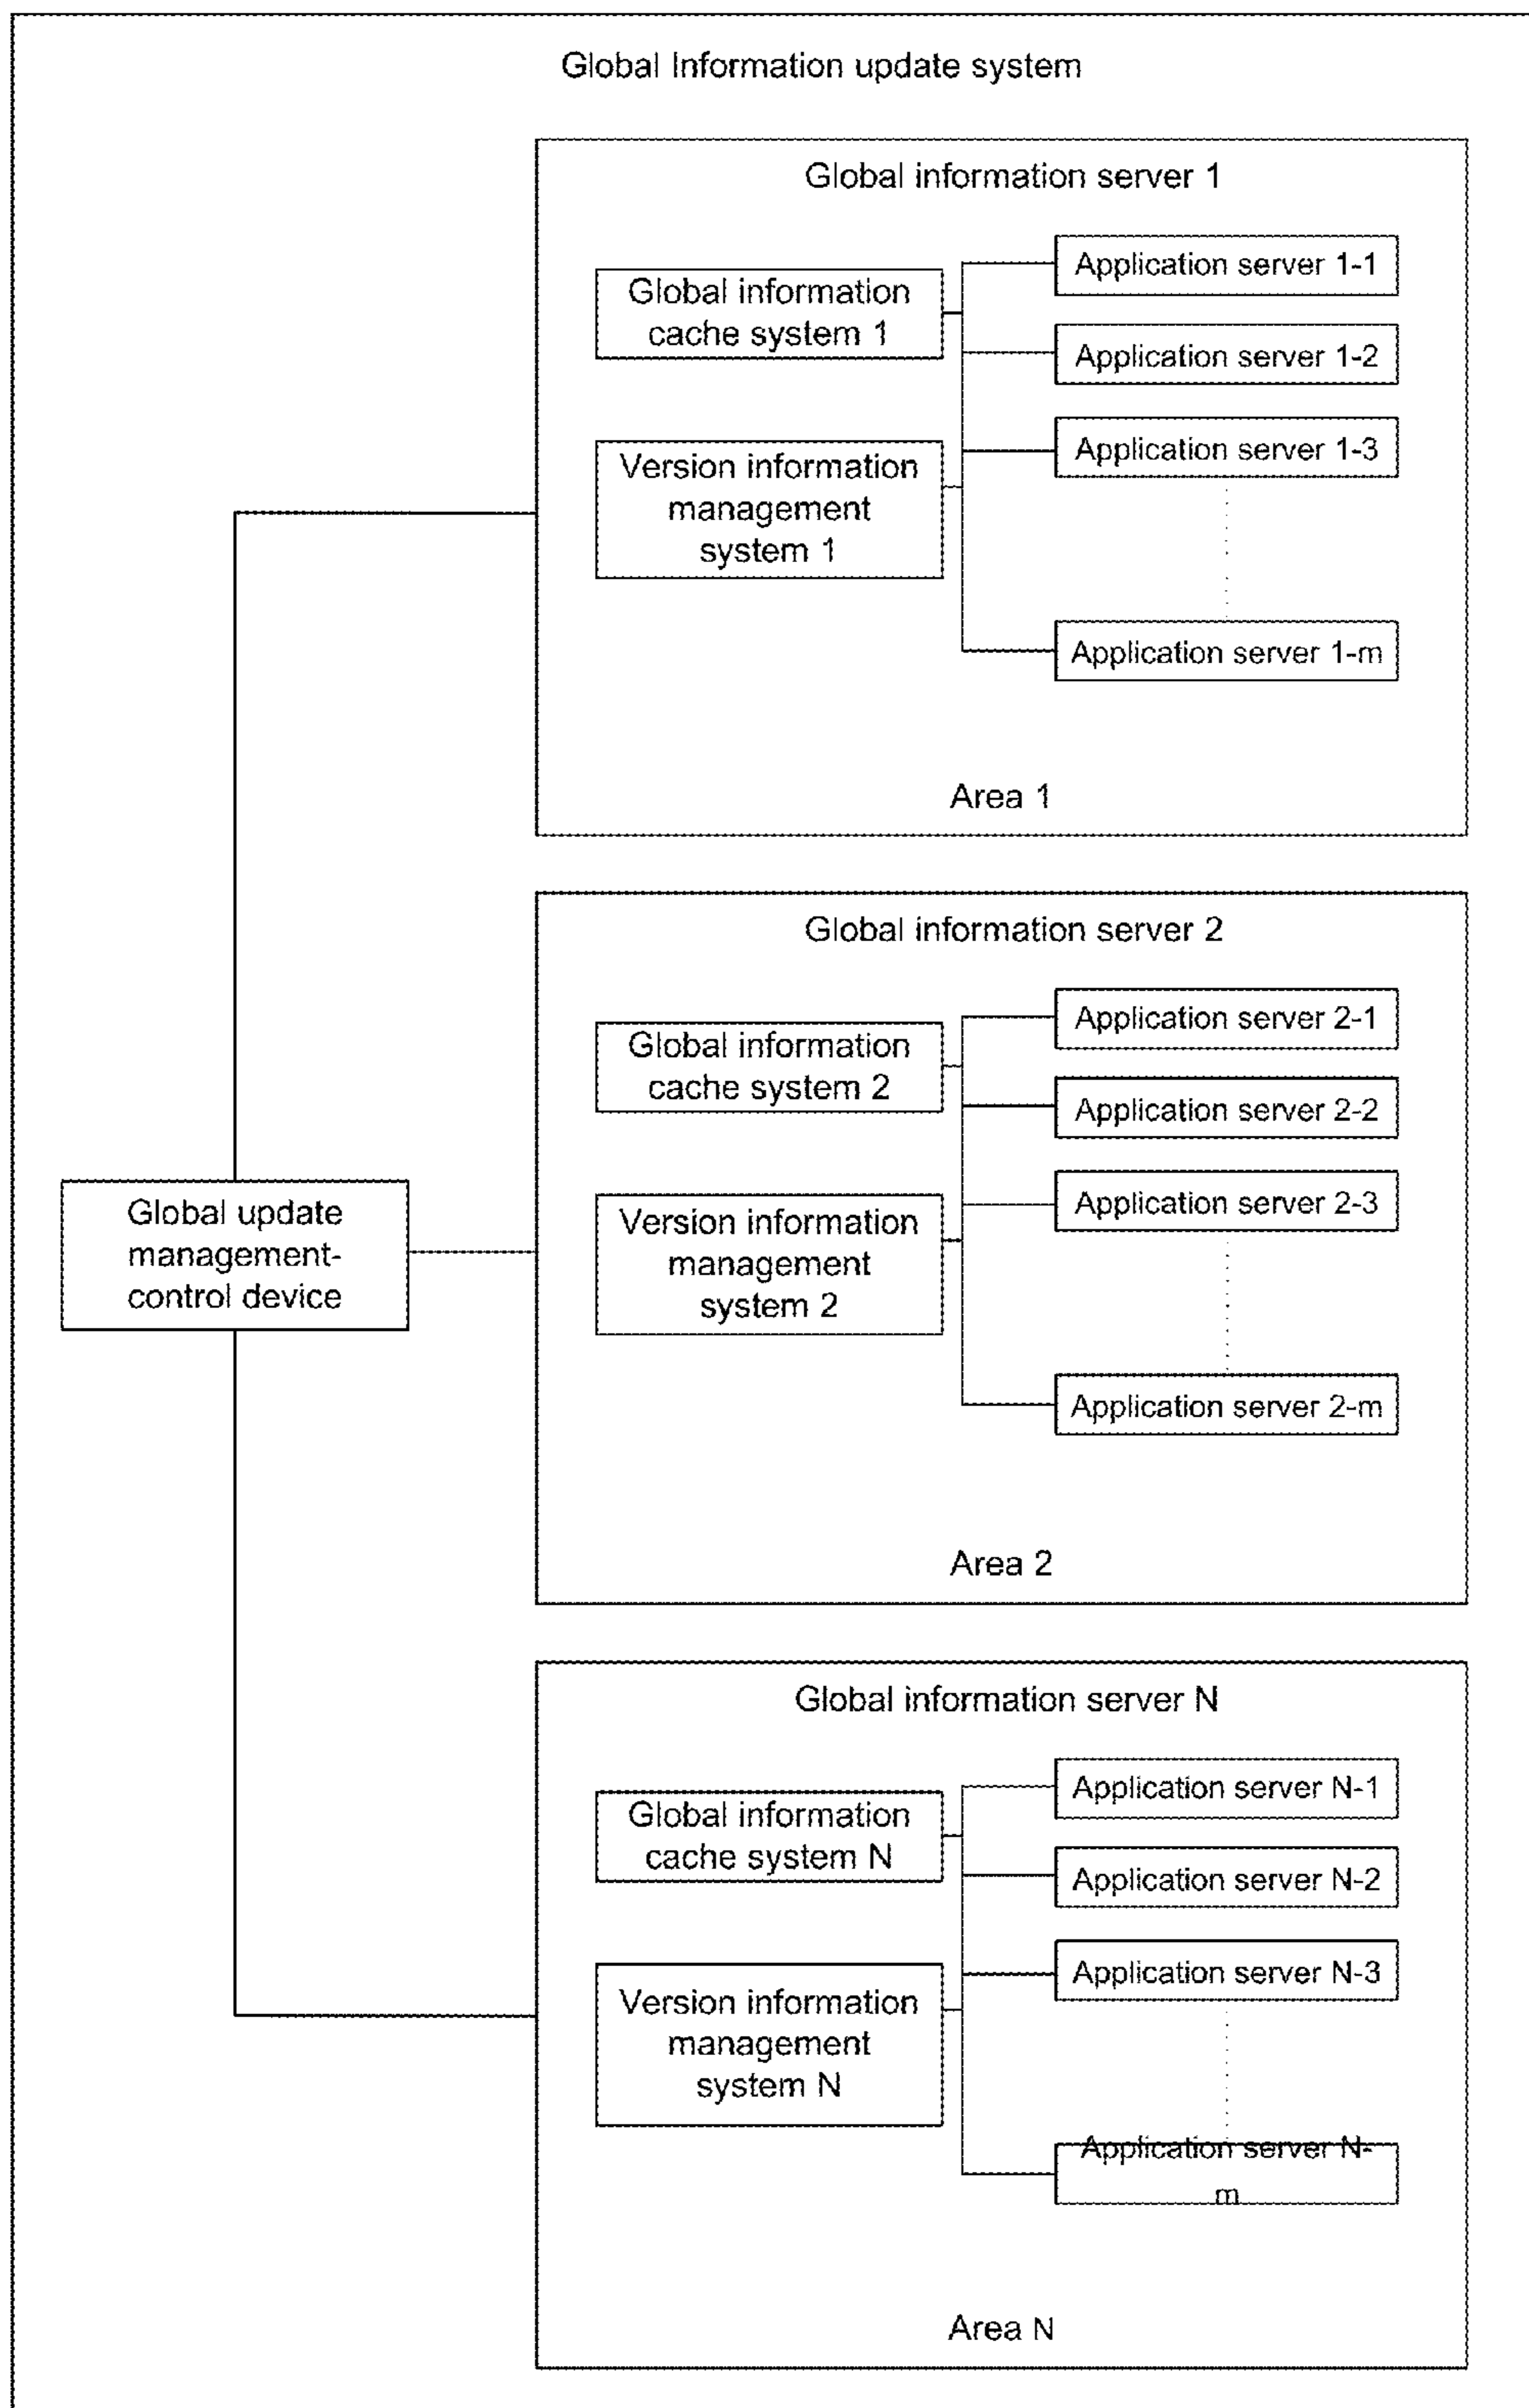 Global Information update system
Global information server 1
Global information
cache system 1
Version information
management
system 1
Application server 1-1
Application server 1-2
Application server 1-3
Application server 1-m
Area 1
Global update
management-
control device
Global information server 2
Global information
cache system 2
Version information
management
system 2
Application server 2-1
Application server 2-2
Application server 2-3
Application server 2-m
Area 2
Global information server N
Global information
cache system N
Version information
management
system N
Application server N-1
Application server N-2
Application server N-3
Application server N-
m
Area N